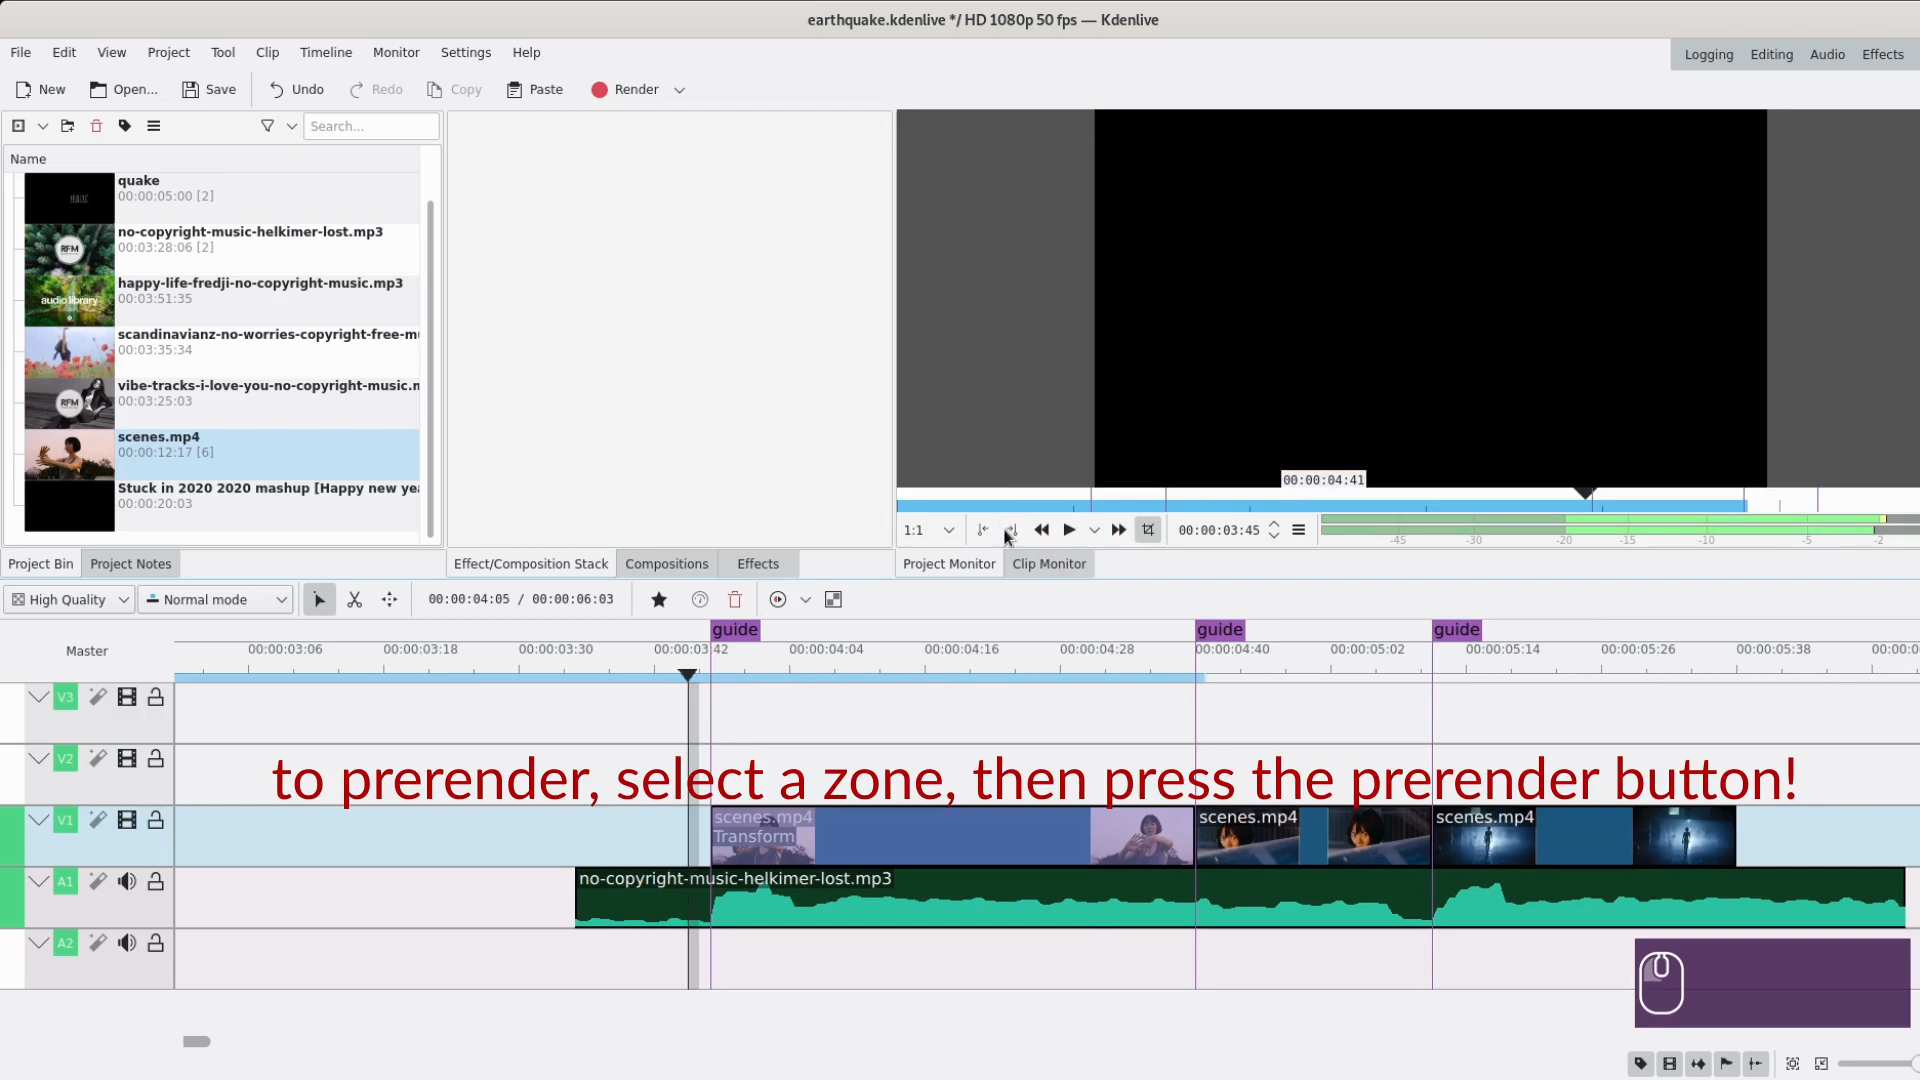 earthquake.kdenlive */ HD 1080p 50 fps — Kdenlive
File Edit View Project Tool Clip Timeline Monitor Settings Help
Logging Editing Audio Effects
New Open... Save Undo Redo Copy Paste Render
Search...
Name
quake
00:00:05:00 [2]
no-copyright-music-helkimer-lost.mp3
00:03:28:06 [2]
happy-life-fredji-no-copyright-music.mp3
00:03:51:35
scandinavianz-no-worries-copyright-free-mu
00:03:35:34
vibe-tracks-i-love-you-no-copyright-music.m
00:03:25:03
scenes.mp4
00:00:12:17 [6]
Stuck in 2020 2020 mashup [Happy new yea
00:00:20:03
RFM
audio library
RFM
00:00:04:41
1:1
00:00:03:45
-45 -30 -20 -15 -10 -5 -2
Project Bin Project Notes
Effect/Composition Stack Compositions Effects
Project Monitor Clip Monitor
High Quality Normal mode 00:00:04:05 / 00:00:06:03
guide guide guide
Master
00:00:03:06 00:00:03:18 00:00:03:30 00:00:03:42 00:00:04:04 00:00:04:16 00:00:04:28 00:00:04:40 00:00:05:02 00:00:05:14 00:00:05:26 00:00:05:38 00:00:0
V3
V2
to prerender, select a zone, then press the prerender button!
V1
scenes.mp4 scenes.mp4 scenes.mp4
Transform
A1
no-copyright-music-helkimer-lost.mp3
A2